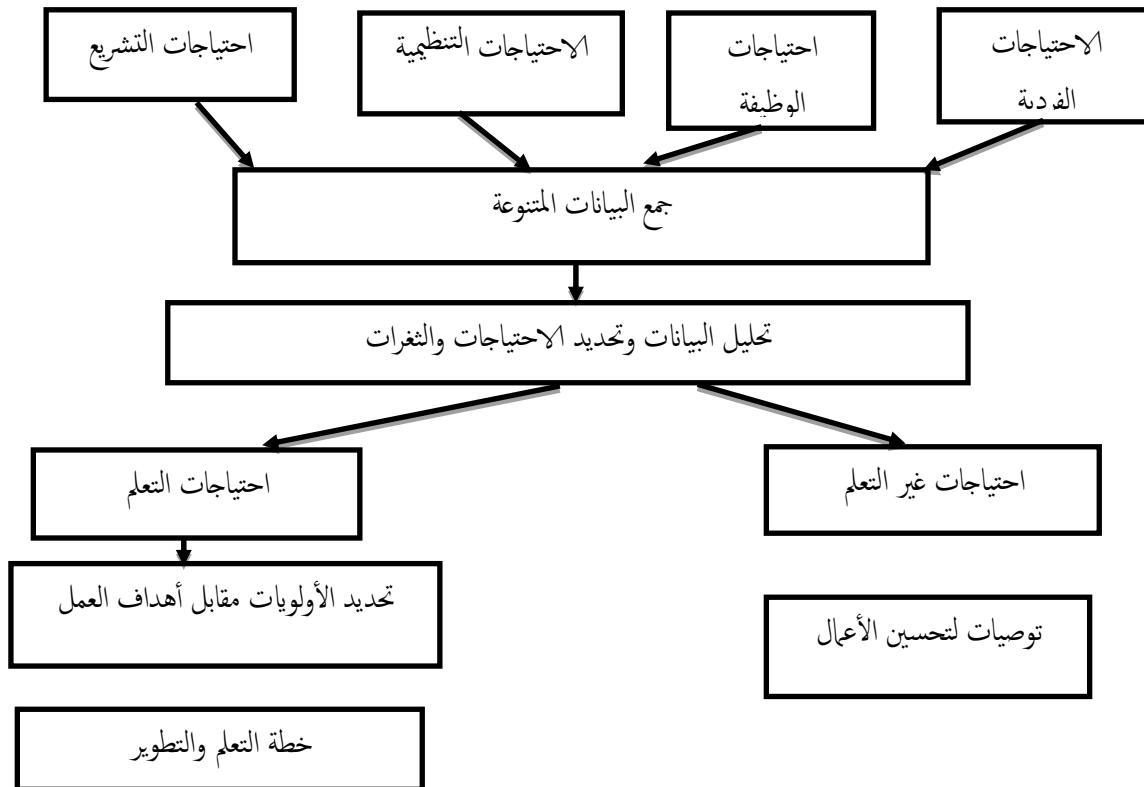 الاحتياجات
الفردية
احتياجات
الوظيفة
الاحتياجات التنظيمية
احتياجات التشريع
جمع البيانات المتنوعة
تحليل البيانات وتحديد الاحتياجات والثغرات
احتياجات غير التعلم
احتياجات التعلم
تحديد الأولويات مقابل أهداف العمل
توصيات لتحسين الأعمال
خطة التعلم والتطوير